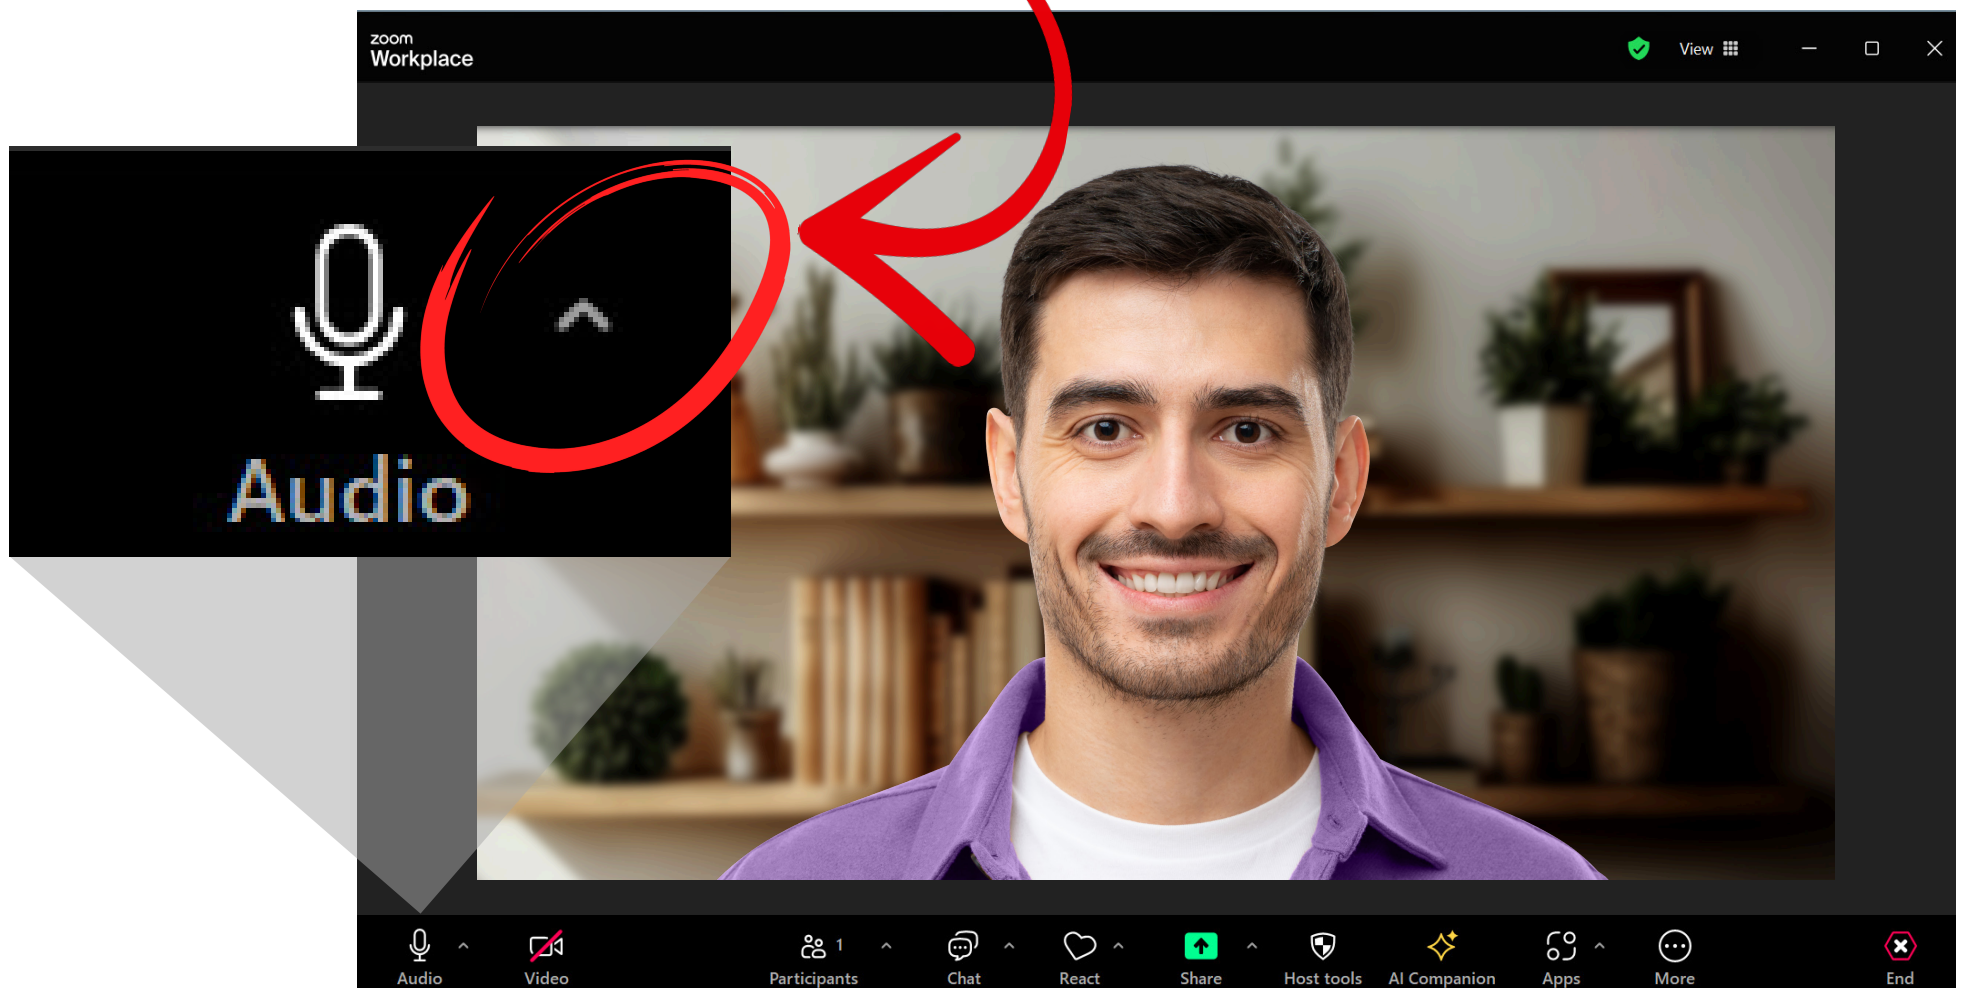 zoom
Workplace
View
Audio
1
Audio
Video
Participants
Chat
React
Share
Host tools
AI Companion
Apps
More
End